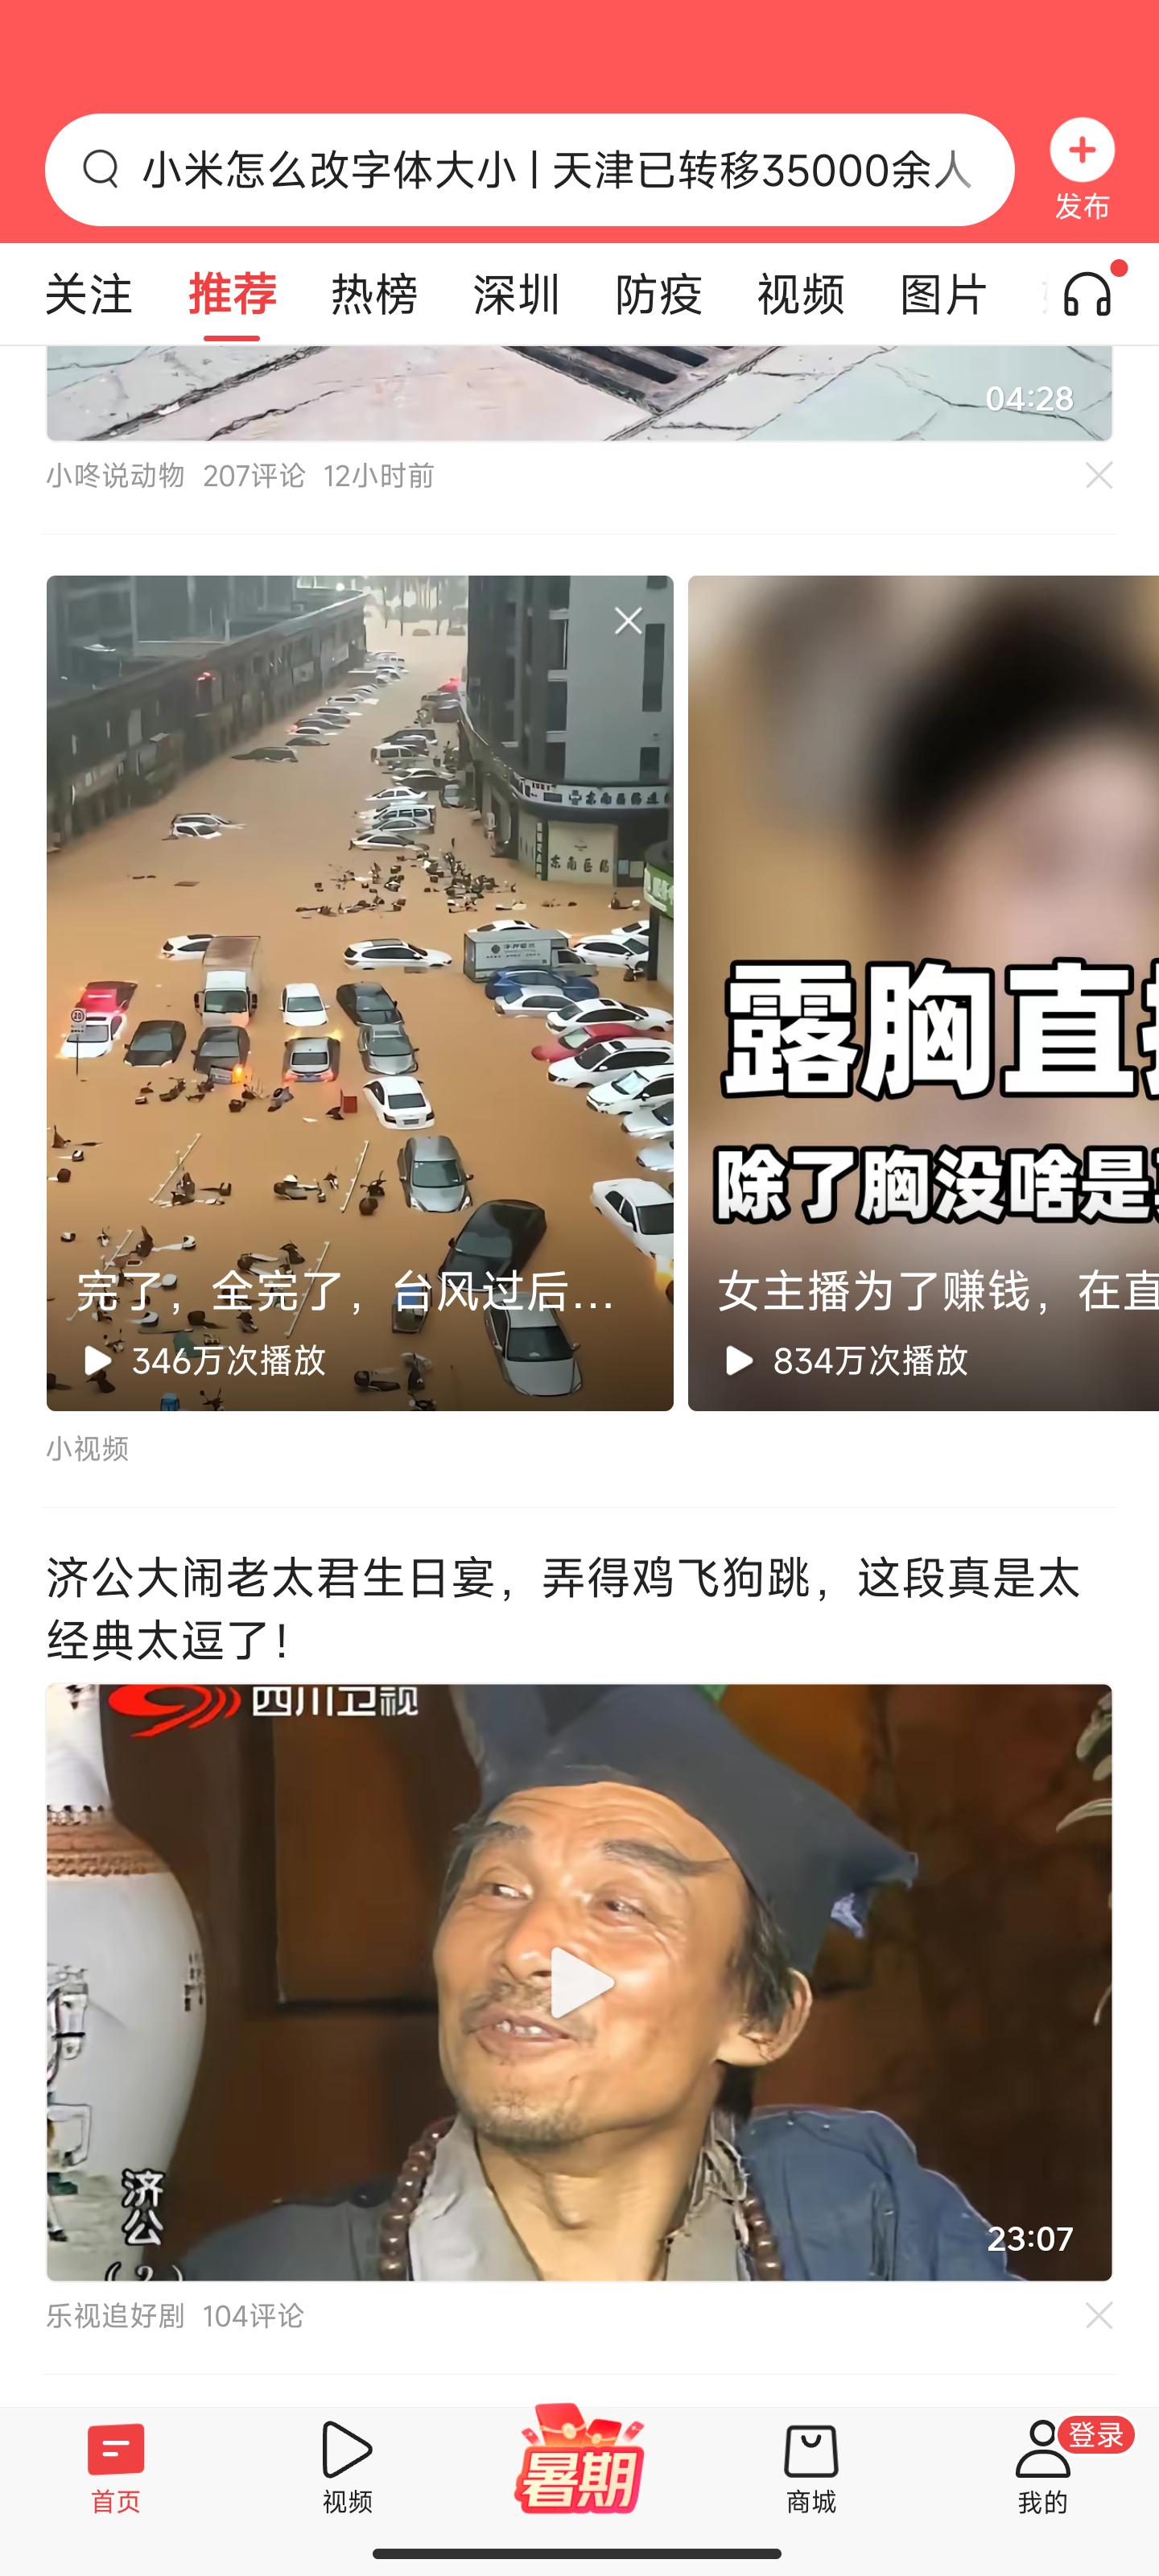 小米怎么改字体大小 | 天津已转移35000余人
发布
关注 推荐 热榜 深圳 防疫 视频 图片
04:28
小咚说动物 207评论 12小时前
东南医药
20
露胸直
除了胸没啥是
完了，全完了，台风过后...
女主播为了赚钱，在直
346万次播放
834万次播放
小视频
济公大闹老太君生日宴，弄得鸡飞狗跳，这段真是太
经典太逗了！
四川卫视
济公
(2)
23:07
乐视追好剧 104评论
首页
视频
暑期
商城
登录
我的